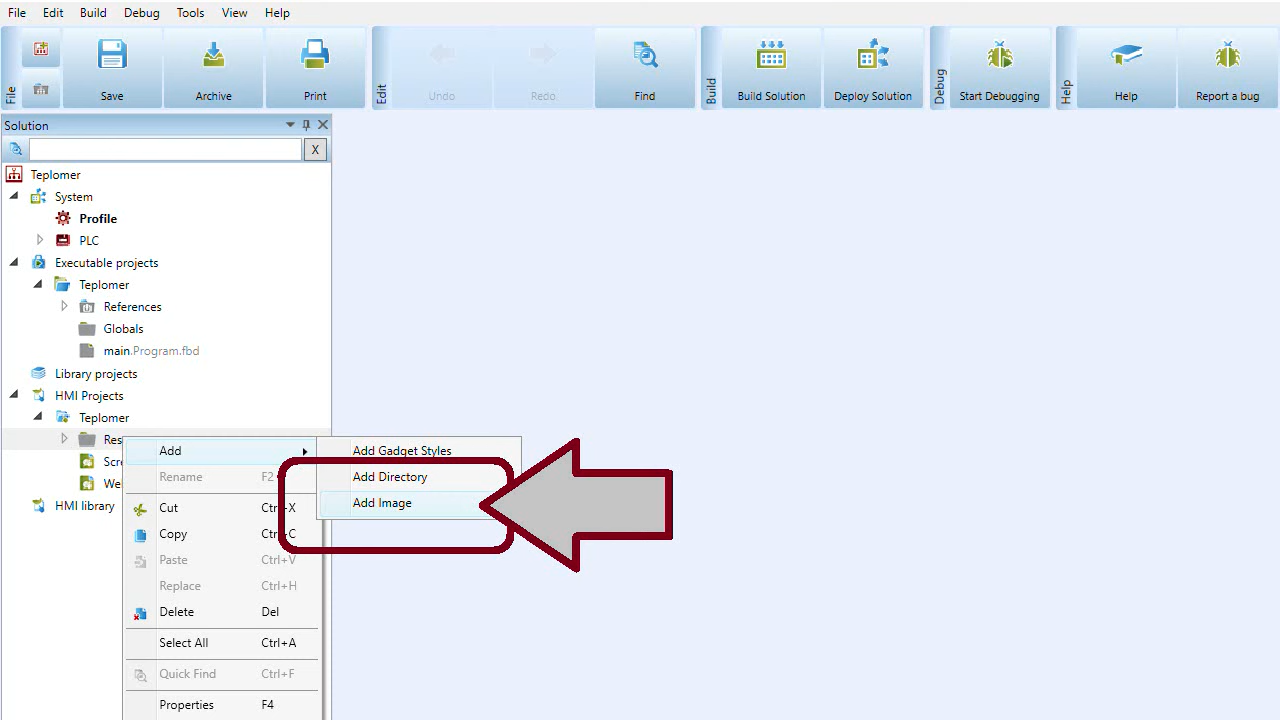 File Edit Build Debug Tools View Help
File Save Archive Print Edit Undo Redo Find Build Build Solution Deploy Solution Debug Start Debugging Help Help Report a bug
Solution
X
Teplomer
System
Profile
PLC
Executable projects
Teplomer
References
Globals
main.Program.fbd
Library projects
HMI Projects
Teplomer
Res
Scr
We
HMI library
Add
Rename F2
Cut Ctrl+X
Copy Ctrl+C
Paste Ctrl+V
Replace Ctrl+H
Delete Del
Select All Ctrl+A
Quick Find Ctrl+F
Properties F4
Add Gadget Styles
Add Directory
Add Image